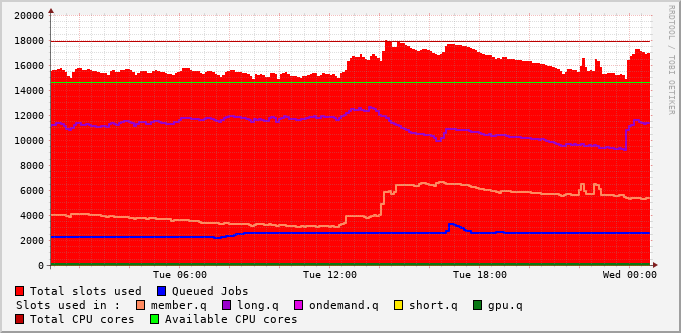 RRDTOOL / TOBI OETIKER
20000
18000
16000
14000
12000
10000
8000
6000
4000
2000
0
Tue 06:00 Tue 12:00 Tue 18:00 Wed 00:00
Total slots used Queued Jobs
Slots used in : member.q long.q ondemand.q short.q gpu.q
Total CPU cores Available CPU cores